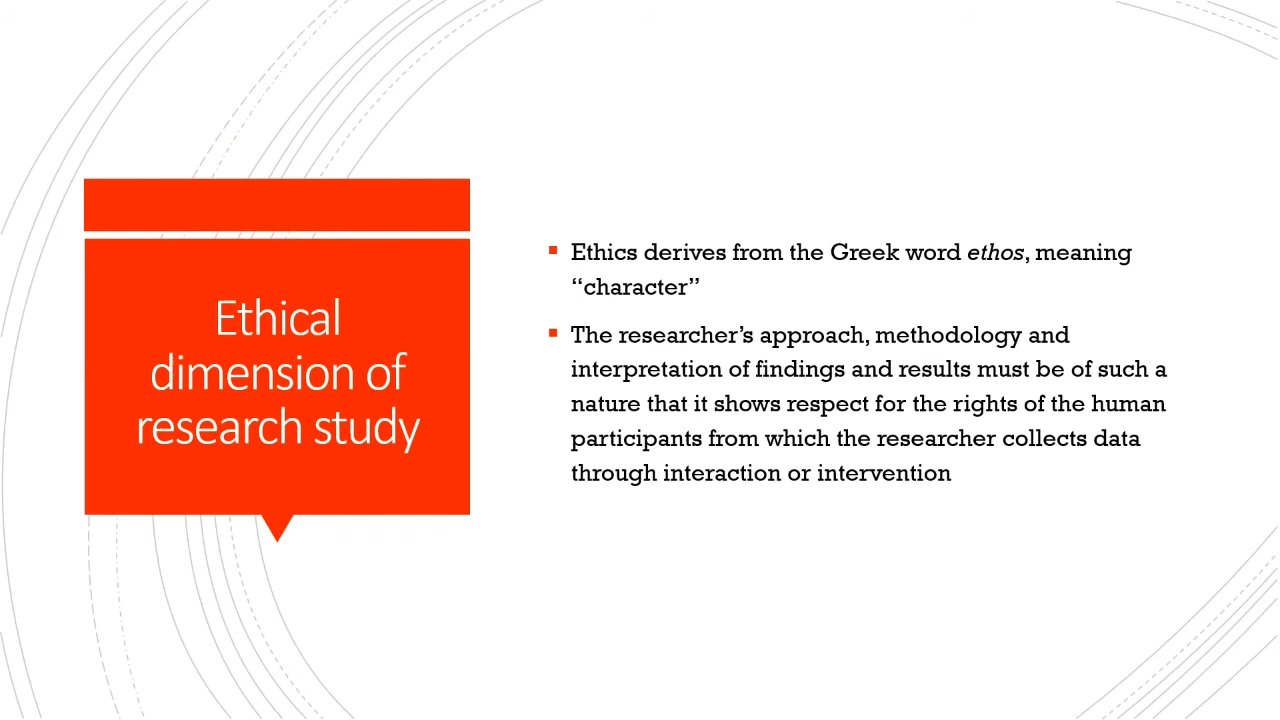 Ethical
dimension of
research study
Ethics derives from the Greek word ethos, meaning
“character”
The researcher’s approach, methodology and
interpretation of findings and results must be of such a
nature that it shows respect for the rights of the human
participants from which the researcher collects data
through interaction or intervention